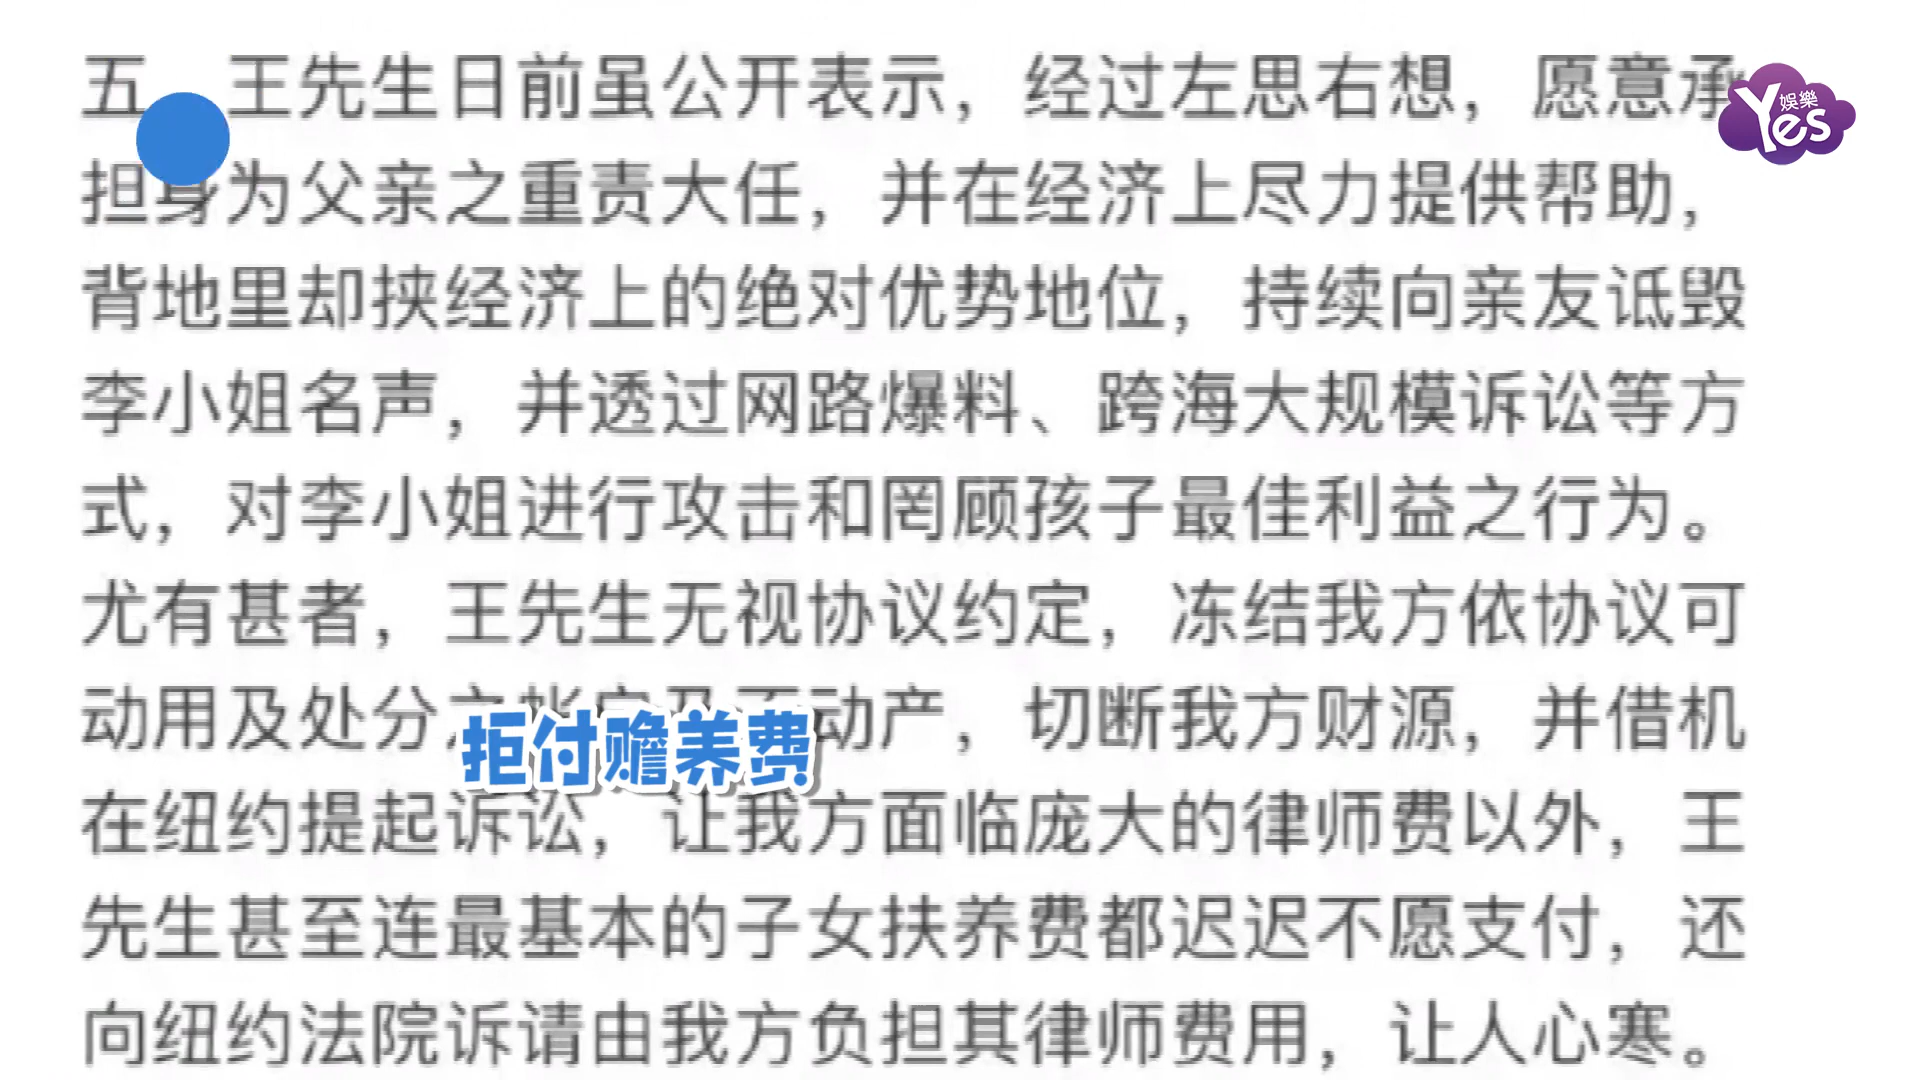 五、王先生日前虽公开表示，经过左思右想，愿意承
担身为父亲之重责大任，并在经济上尽力提供帮助，
背地里却挟经济上的绝对优势地位，持续向亲友诋毁
李小姐名声，并透过网路爆料、跨海大规模诉讼等方
式，对李小姐进行攻击和罔顾孩子最佳利益之行为。
尤有甚者，王先生无视协议约定，冻结我方依协议可
动用及处分之帐户及不动产，切断我方财源，并借机
拒付赡养费
在纽约提起诉讼，让我方面临庞大的律师费以外，王
先生甚至连最基本的子女扶养费都迟迟不愿支付，还
向纽约法院诉请由我方负担其律师费用，让人心寒。
Yes娛樂